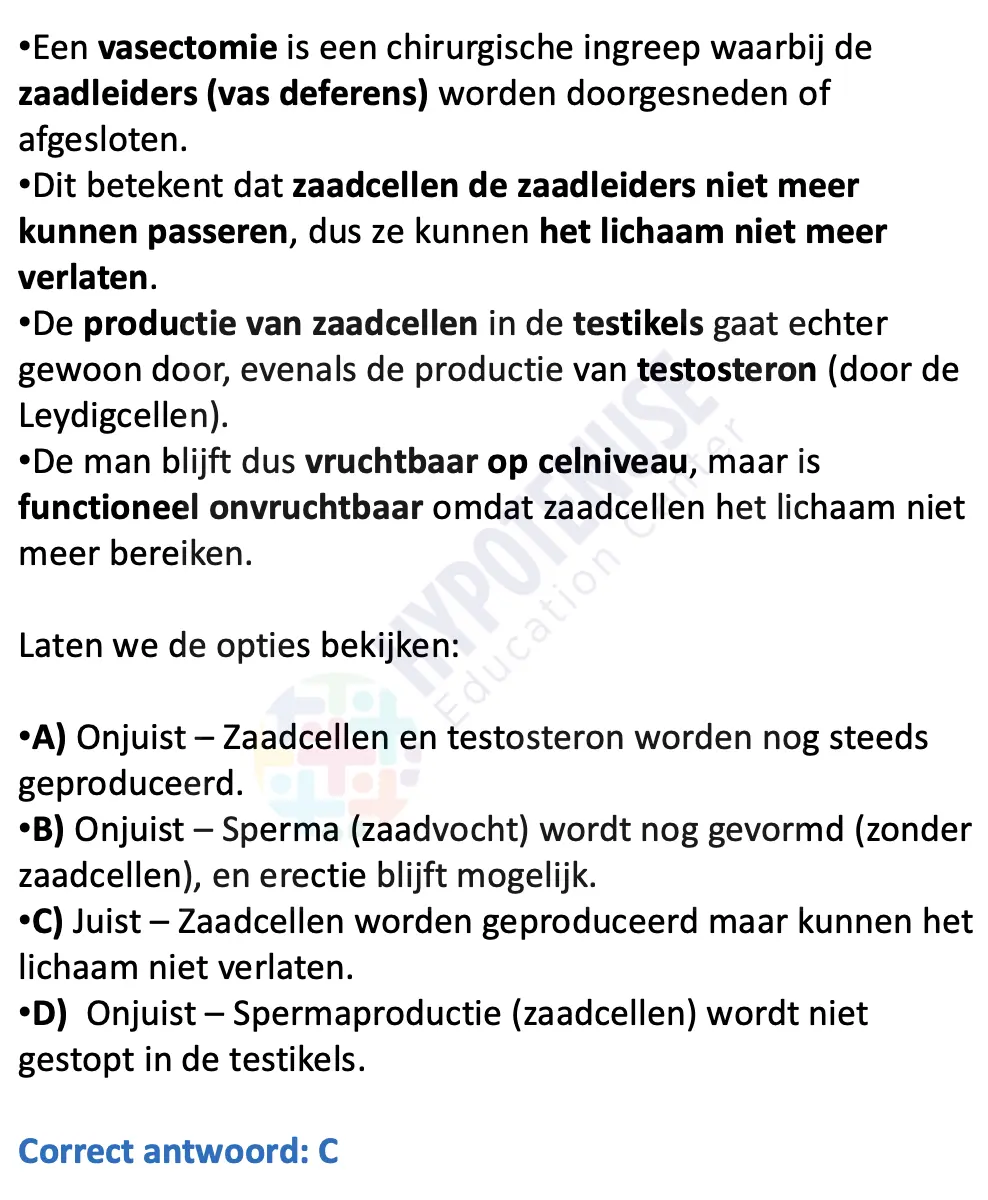 •Een vasectomie is een chirurgische ingreep waarbij de
zaadleiders (vas deferens) worden doorgesneden of
afgesloten.
•Dit betekent dat zaadcellen de zaadleiders niet meer
kunnen passeren, dus ze kunnen het lichaam niet meer
verlaten.
•De productie van zaadcellen in de testikels gaat echter
gewoon door, evenals de productie van testosteron (door de
Leydigcellen).
•De man blijft dus vruchtbaar op celniveau, maar is
functioneel onvruchtbaar omdat zaadcellen het lichaam niet
meer bereiken.
Laten we de opties bekijken:
•A) Onjuist – Zaadcellen en testosteron worden nog steeds
geproduceerd.
•B) Onjuist – Sperma (zaadvocht) wordt nog gevormd (zonder
zaadcellen), en erectie blijft mogelijk.
•C) Juist – Zaadcellen worden geproduceerd maar kunnen het
lichaam niet verlaten.
•D) Onjuist – Spermaproductie (zaadcellen) wordt niet
gestopt in de testikels.
Correct antwoord: C
HYPOTENUSE
Education Center